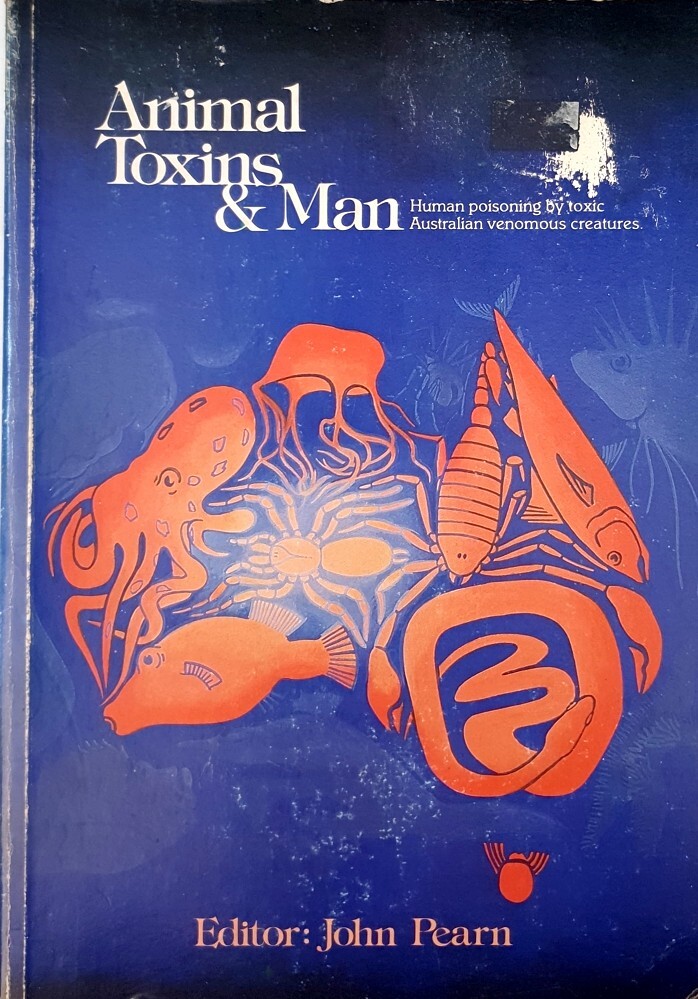 Animal
Toxins
& Man
Human poisoning by toxic
Australian venomous creatures.
Editor: John Pearn